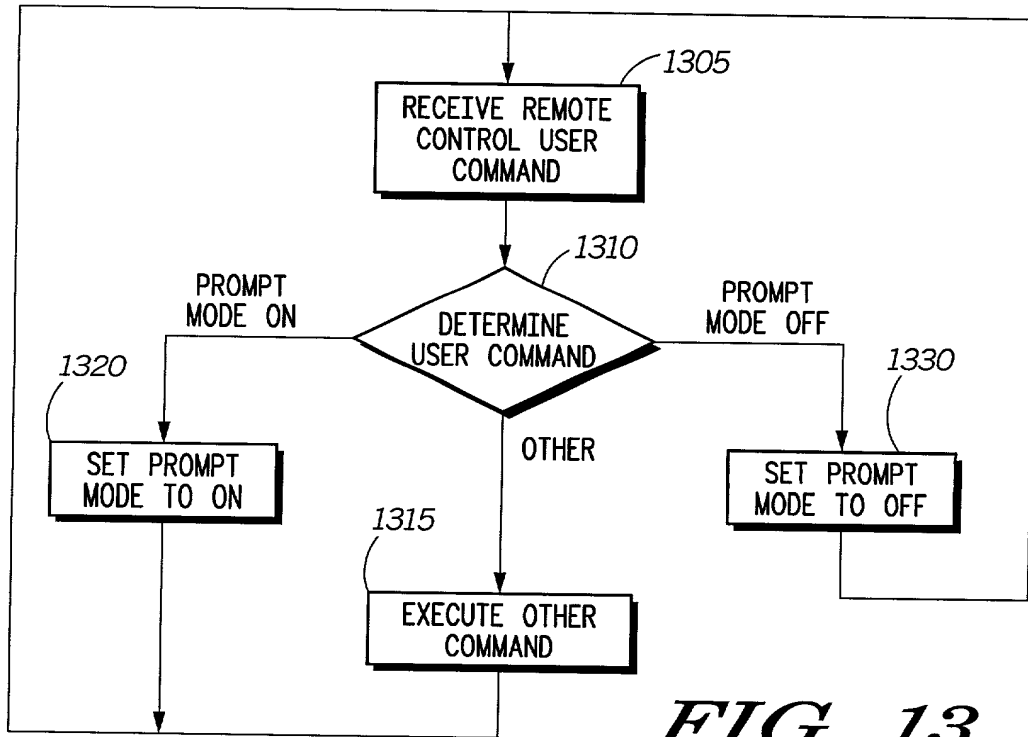 1305
RECEIVE REMOTE
CONTROL USER
COMMAND
1310
PROMPT
MODE ON
DETERMINE
USER COMMAND
PROMPT
MODE OFF
1320
1330
OTHER
SET PROMPT
MODE TO ON
SET PROMPT
MODE TO OFF
1315
EXECUTE OTHER
COMMAND
FIG. 13